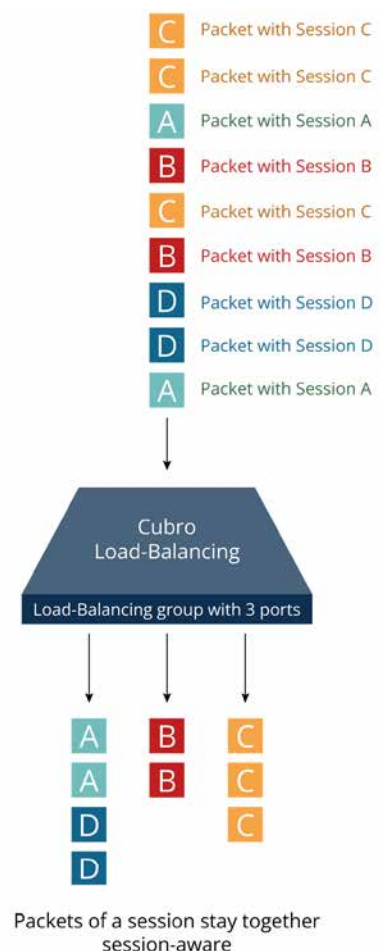 C Packet with Session C
C Packet with Session C
A Packet with Session A
B Packet with Session B
C Packet with Session C
B Packet with Session B
D Packet with Session D
D Packet with Session D
A Packet with Session A
Cubro
Load-Balancing
Load-Balancing group with 3 ports
A B C
A B C
D C
D
Packets of a session stay together
session-aware